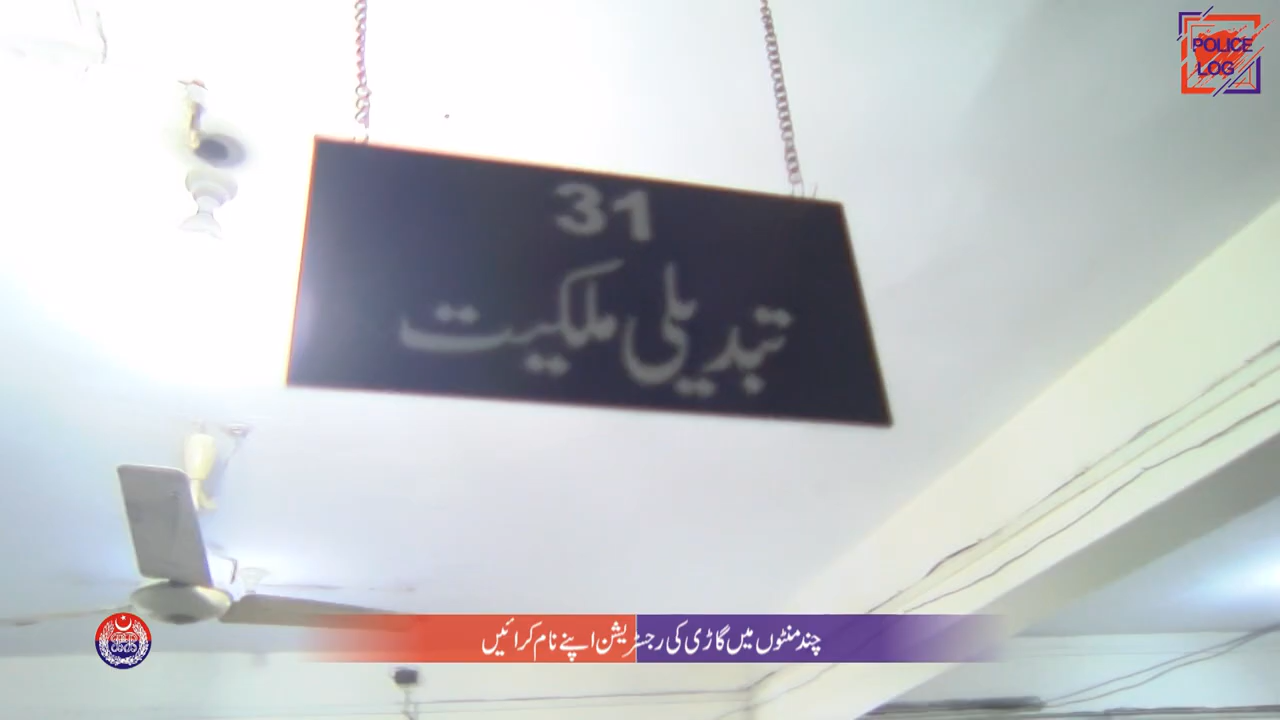 POLICE
LOG
31
تبدیلی ملکیت
چند منٹوں میں گاڑی کی رجسٹریشن اپنے نام کرائیں